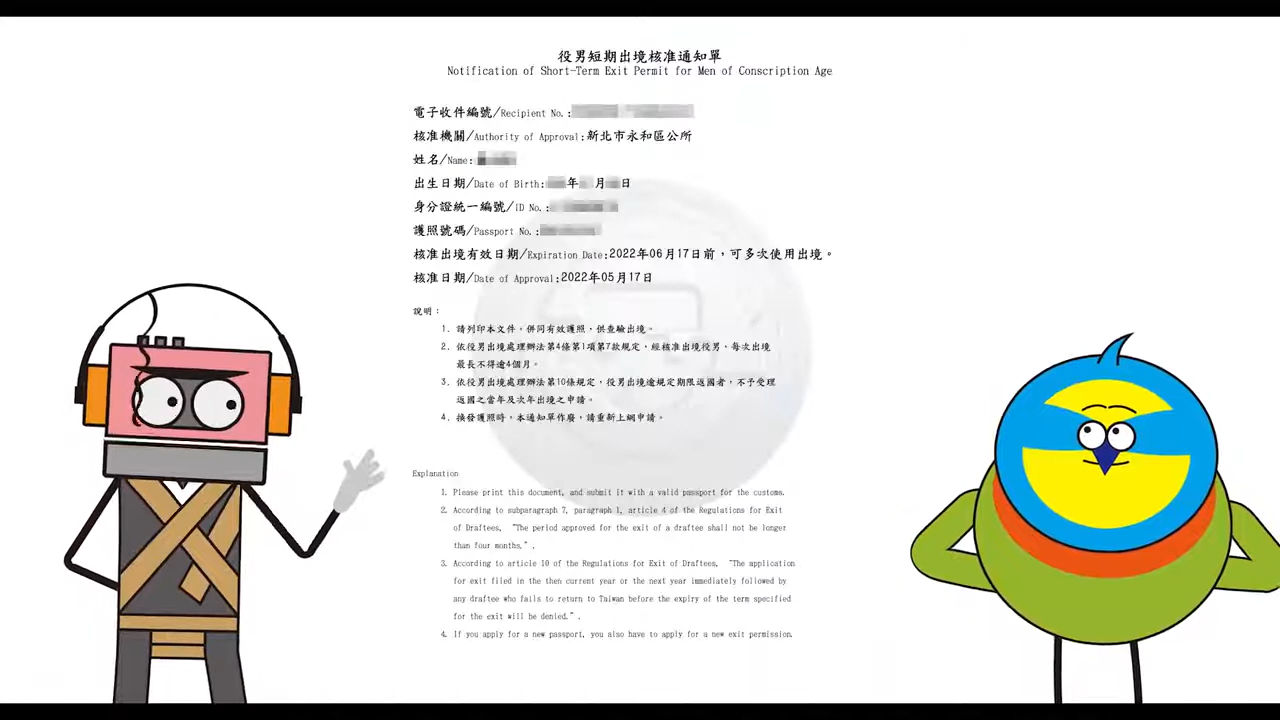 役男短期出境核准通知單
Notification of Short-Term Exit Permit for Men of Conscription Age
電子收件編號/Recipient No.:
核准機關/Authority of Approval:新北市永和區公所
姓名/Name:
出生日期/Date of Birth: 年 月 日
身分證統一編號/ID No.:
護照號碼/Passport No.:
核准出境有效日期/Expiration Date:2022年06月17日前，可多次使用出境。
核准日期/Date of Approval:2022年05月17日
說明：
1. 請列印本文件，併同有效護照，供查驗出境。
2. 依役男出境處理辦法第4條第1項第7款規定，經核准出境役男，每次出境
最長不得逾4個月。
3. 依役男出境處理辦法第10條規定，役男出境逾規定期限返國者，不予受理
返國之當年及次年出境之申請。
4. 換發護照時，本通知單作廢，請重新上網申請。
Explanation
1. Please print this document, and submit it with a valid passport for the customs.
2. According to subparagraph 7, paragraph 1, article 4 of the Regulations for Exit
of Draftees, "The period approved for the exit of a draftee shall not be longer
than four months.".
3. According to article 10 of the Regulations for Exit of Draftees, "The application
for exit filed in the then current year or the next year immediately followed by
any draftee who fails to return to Taiwan before the expiry of the term specified
for the exit will be denied.".
4. If you apply for a new passport, you also have to apply for a new exit permission.